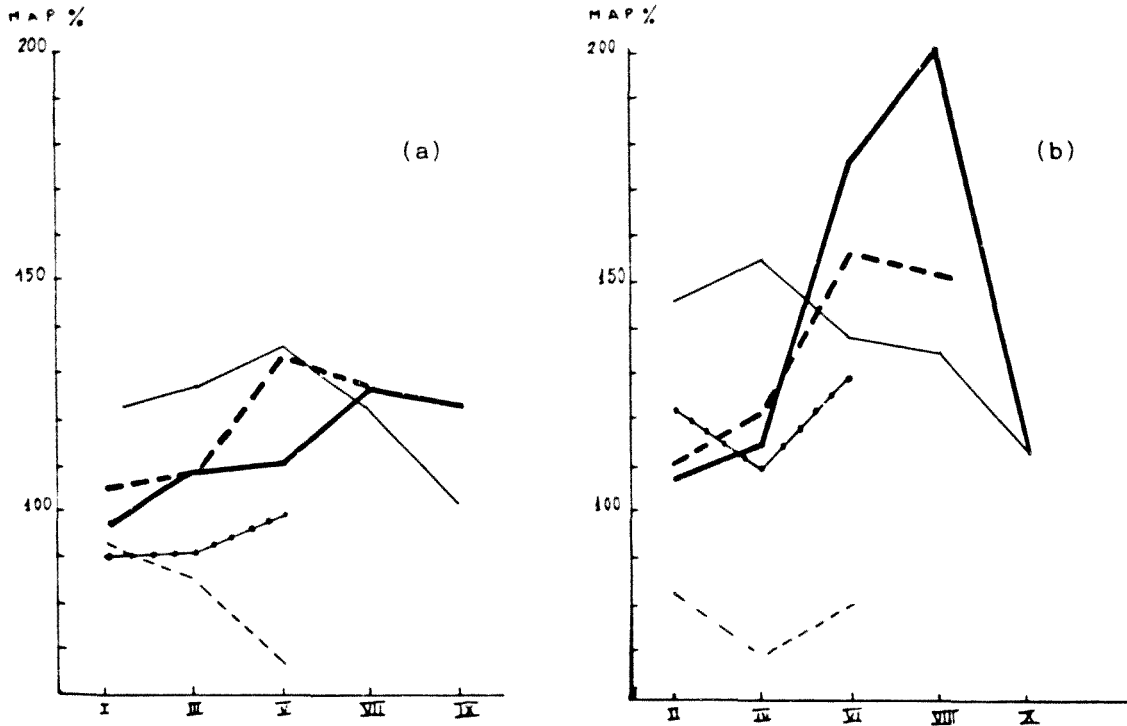 MAP %
200
150
100
(a)
I III V VII IX
MAP %
200
150
100
(b)
II IV VI VIII X